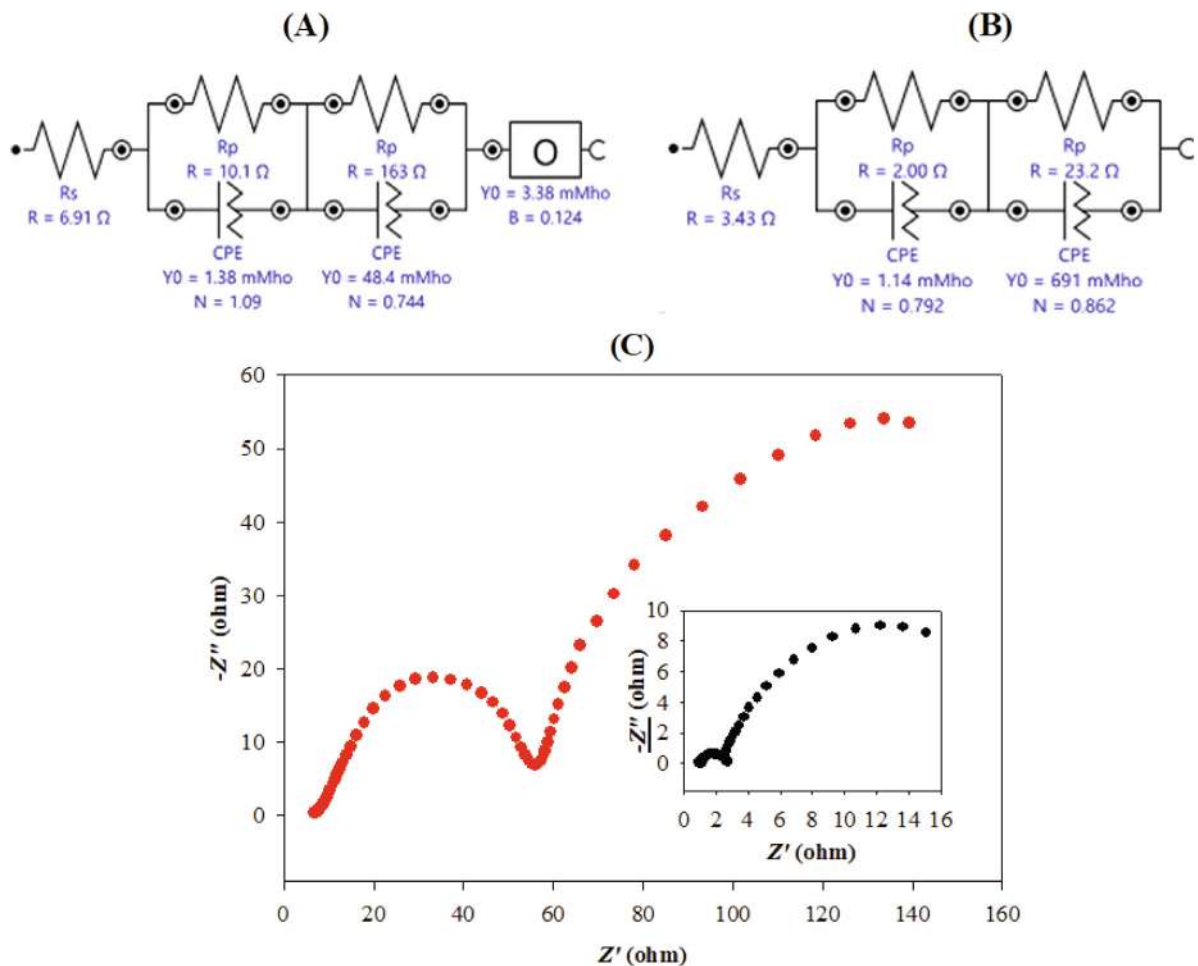 (A)
Rs
R = 6.91 Ω
Rp
R = 10.1 Ω
CPE
Y0 = 1.38 mMho
N = 1.09
Rp
R = 163 Ω
CPE
Y0 = 48.4 mMho
N = 0.744
O
Y0 = 3.38 mMho
B = 0.124
(B)
Rs
R = 3.43 Ω
Rp
R = 2.00 Ω
CPE
Y0 = 1.14 mMho
N = 0.792
Rp
R = 23.2 Ω
CPE
Y0 = 691 mMho
N = 0.862
(C)
-Z" (ohm)
60
50
40
30
20
10
0
0 20 40 60 80 100 120 140 160
Z' (ohm)
-Z" (ohm)
10
8
6
4
2
0
0 2 4 6 8 10 12 14 16
Z' (ohm)